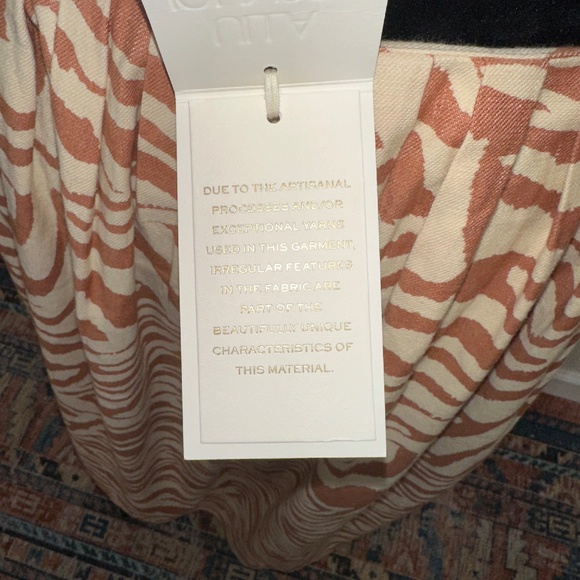 DUE TO THE ARTISANAL
PROCESSES AND/OR
EXCEPTIONAL YARNS
USED IN THIS GARMENT,
IRREGULAR FEATURES
IN THE FABRIC ARE
PART OF THE
BEAUTIFULLY UNIQUE
CHARACTERISTICS OF
THIS MATERIAL.